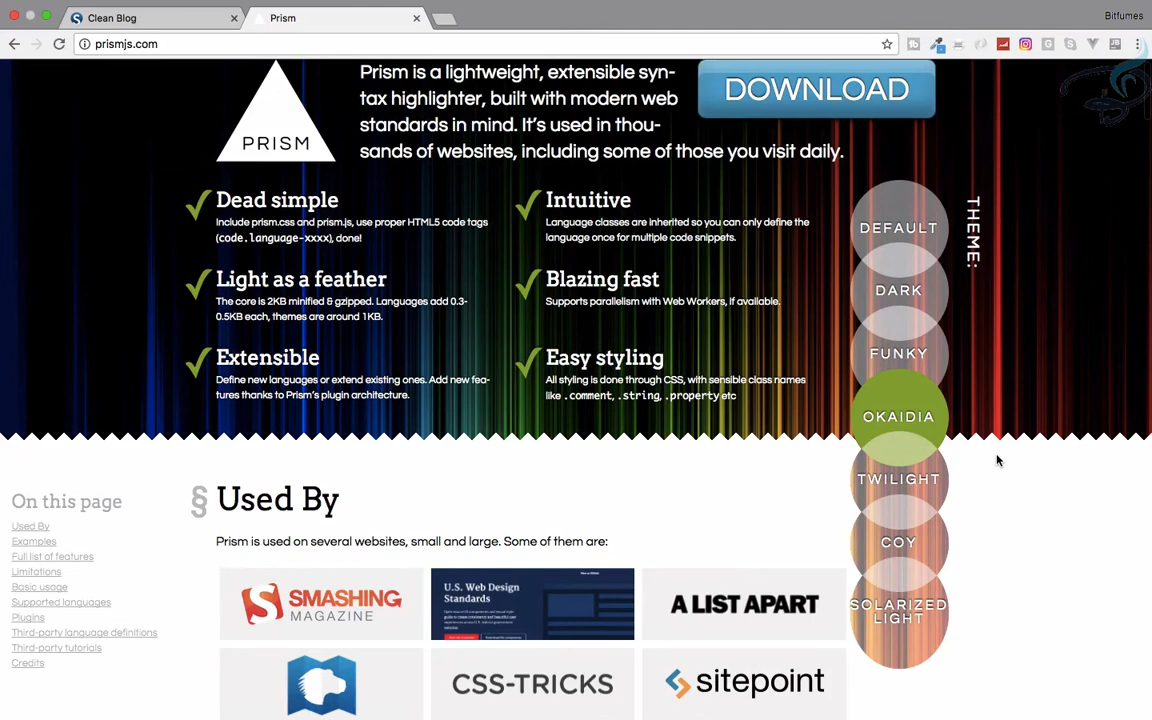 Clean Blog
Prism
Bitfumes
prismjs.com
PRISM
Prism is a lightweight, extensible syn-
tax highlighter, built with modern web
standards in mind. It's used in thou-
sands of websites, including some of those you visit daily.
DOWNLOAD
Dead simple
Include prism.css and prism.js, use proper HTML5 code tags
(code.language-xxxx), done!
Intuitive
Language classes are inherited so you can only define the
language once for multiple code snippets.
Light as a feather
The core is 2KB minified & gzipped. Languages add 0.3-
0.5KB each, themes are around 1KB.
Blazing fast
Supports parallelism with Web Workers, if available.
Extensible
Define new languages or extend existing ones. Add new fea-
tures thanks to Prism's plugin architecture.
Easy styling
All styling is done through CSS, with sensible class names
like .comment, .string, .property etc
THEME:
DEFAULT
DARK
FUNKY
OKAIDIA
TWILIGHT
COY
SOLARIZED
LIGHT
On this page
Used By
Examples
Full list of features
Limitations
Basic usage
Supported languages
Plugins
Third-party language definitions
Third-party tutorials
Credits
§ Used By
Prism is used on several websites, small and large. Some of them are:
SMASHING
MAGAZINE
U.S. Web Design
Standards
A LIST APART
CSS-TRICKS
sitepoint